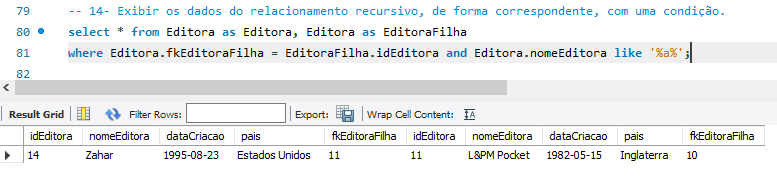 79 -- 14- Exibir os dados do relacionamento recursivo, de forma correspondente, com uma condição.
80 select * from Editora as Editora, Editora as EditoraFilha
81 where Editora.fkEditoraFilha = EditoraFilha.idEditora and Editora.nomeEditora like '%a%';
82
Result Grid Filter Rows: Export: Wrap Cell Content:
idEditora nomeEditora dataCriacao pais fkEditoraFilha idEditora nomeEditora dataCriacao pais fkEditoraFilha
14 Zahar 1995-08-23 Estados Unidos 11 11 L&PM Pocket 1982-05-15 Inglaterra 10